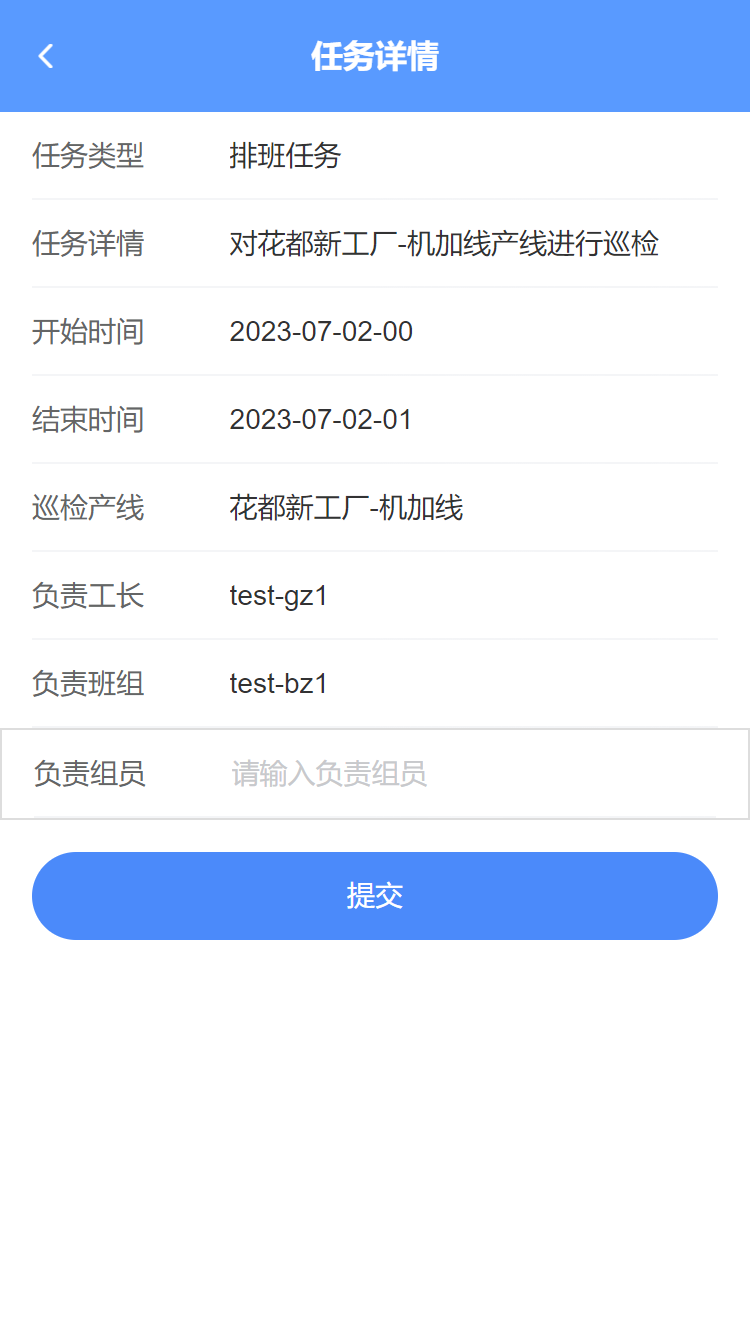 任务详情
任务类型 排班任务
任务详情 对花都新工厂-机加线产线进行巡检
开始时间 2023-07-02-00
结束时间 2023-07-02-01
巡检产线 花都新工厂-机加线
负责工长 test-gz1
负责班组 test-bz1
负责组员 请输入负责组员
提交